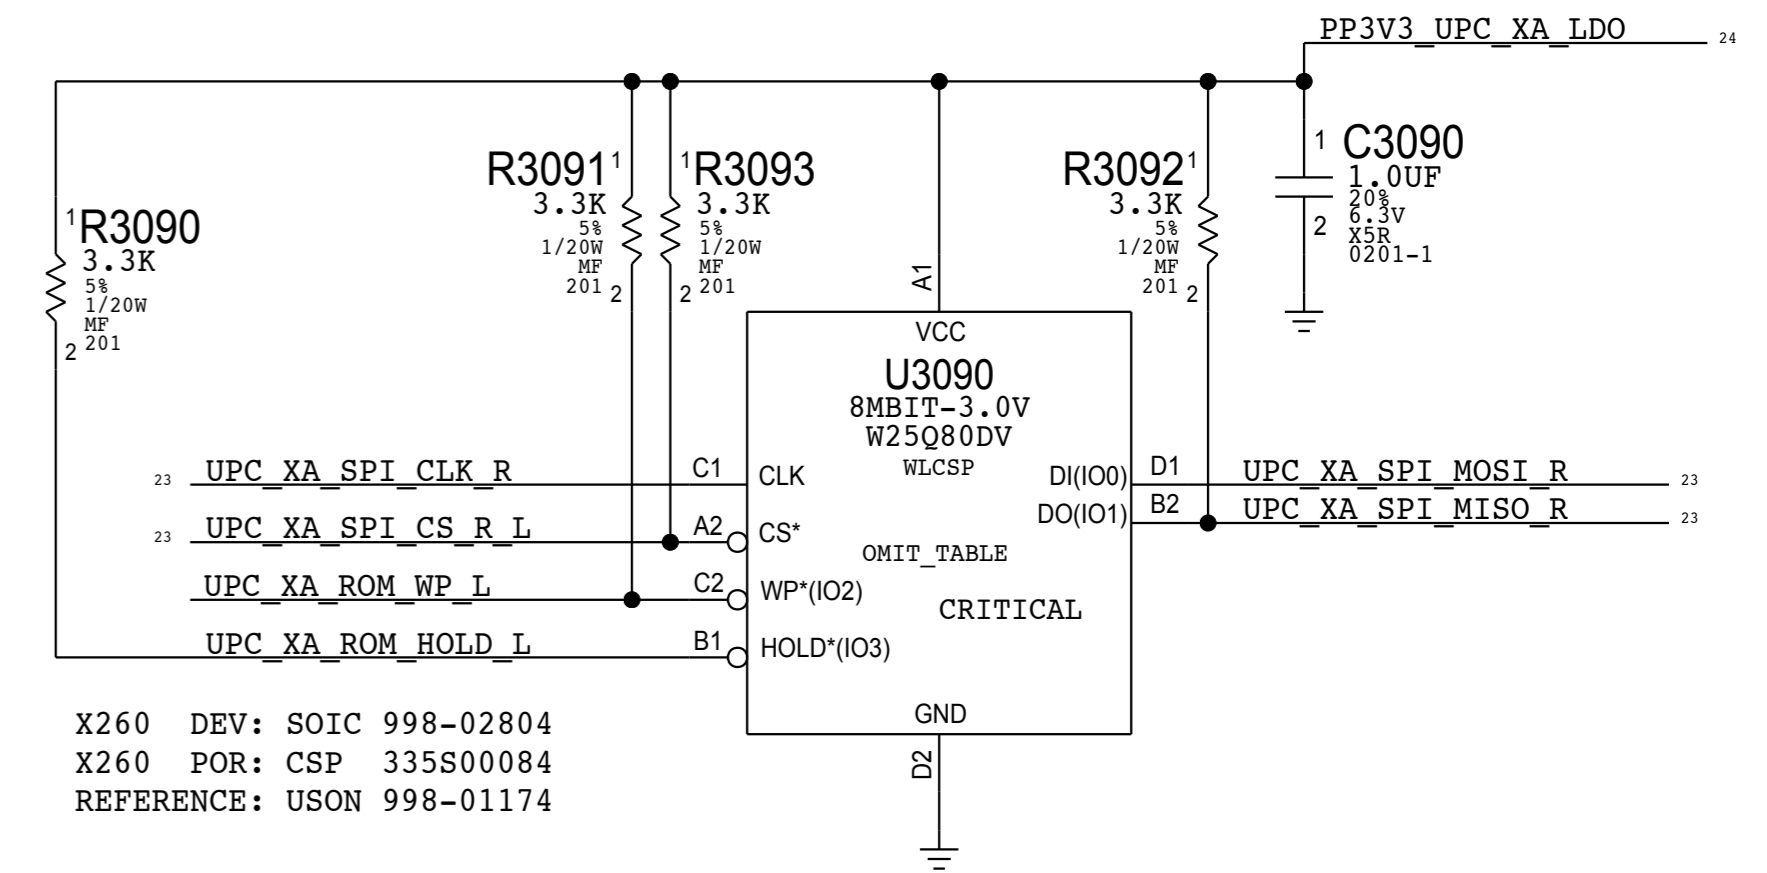 PP3V3_UPC_XA_LDO 24
R3090
1
3.3K
5%
1/20W
MF
201
2
R3091
1
3.3K
5%
1/20W
MF
201
2
R3093
1
3.3K
5%
1/20W
MF
201
2
R3092
1
3.3K
5%
1/20W
MF
201
2
C3090
1
1.0UF
20%
6.3V
X5R
0201-1
2
A1
VCC
U3090
8MBIT-3.0V
W25Q80DV
WLCSP
23 UPC_XA_SPI_CLK_R C1 CLK
23 UPC_XA_SPI_CS_R_L A2 CS*
UPC_XA_ROM_WP_L C2 WP*(IO2)
UPC_XA_ROM_HOLD_L B1 HOLD*(IO3)
DI(IO0) D1 UPC_XA_SPI_MOSI_R 23
DO(IO1) B2 UPC_XA_SPI_MISO_R 23
OMIT_TABLE
CRITICAL
GND
D2
X260 DEV: SOIC 998-02804
X260 POR: CSP 335S00084
REFERENCE: USON 998-01174